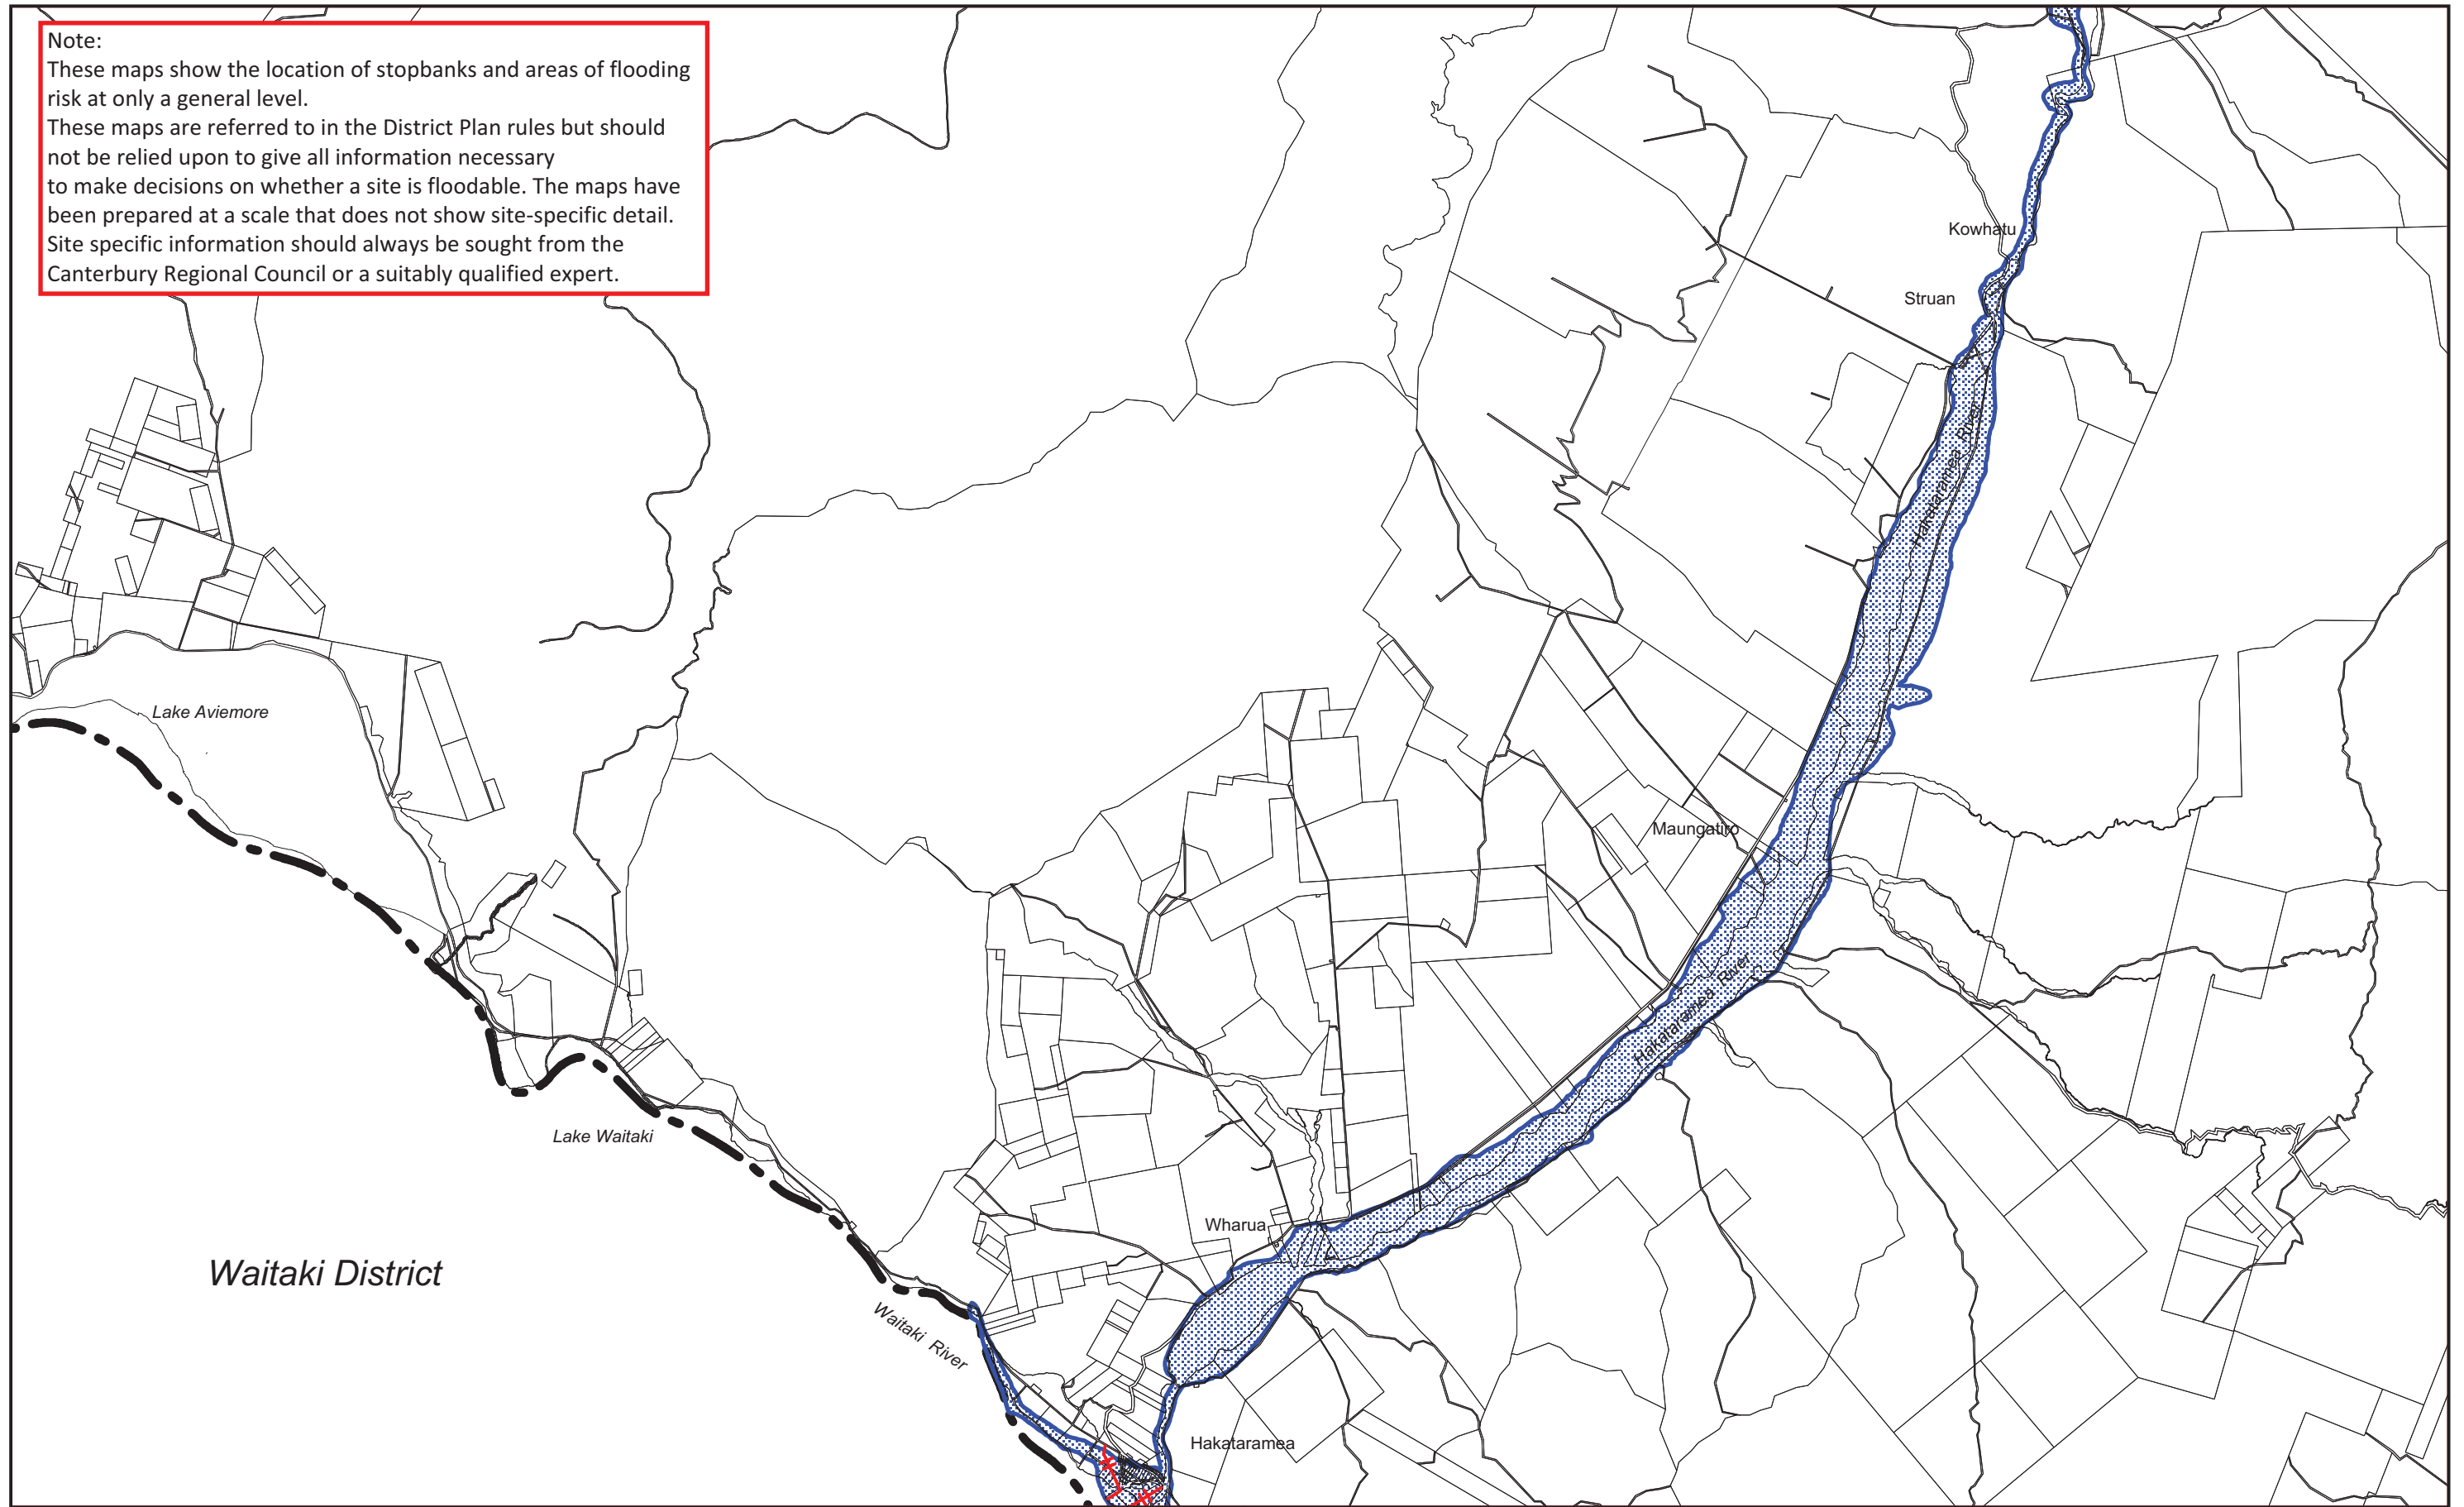 Note:
These maps show the location of stopbanks and areas of flooding
risk at only a general level.
These maps are referred to in the District Plan rules but should
not be relied upon to give all information necessary
to make decisions on whether a site is floodable. The maps have
been prepared at a scale that does not show site-specific detail.
Site specific information should always be sought from the
Canterbury Regional Council or a suitably qualified expert.
Kowhatu
Struan
Hakataramea River
Lake Aviemore
Maungatiro
Hakataramea River
Lake Waitaki
Wharua
Waitaki District
Waitaki River
Hakataramea